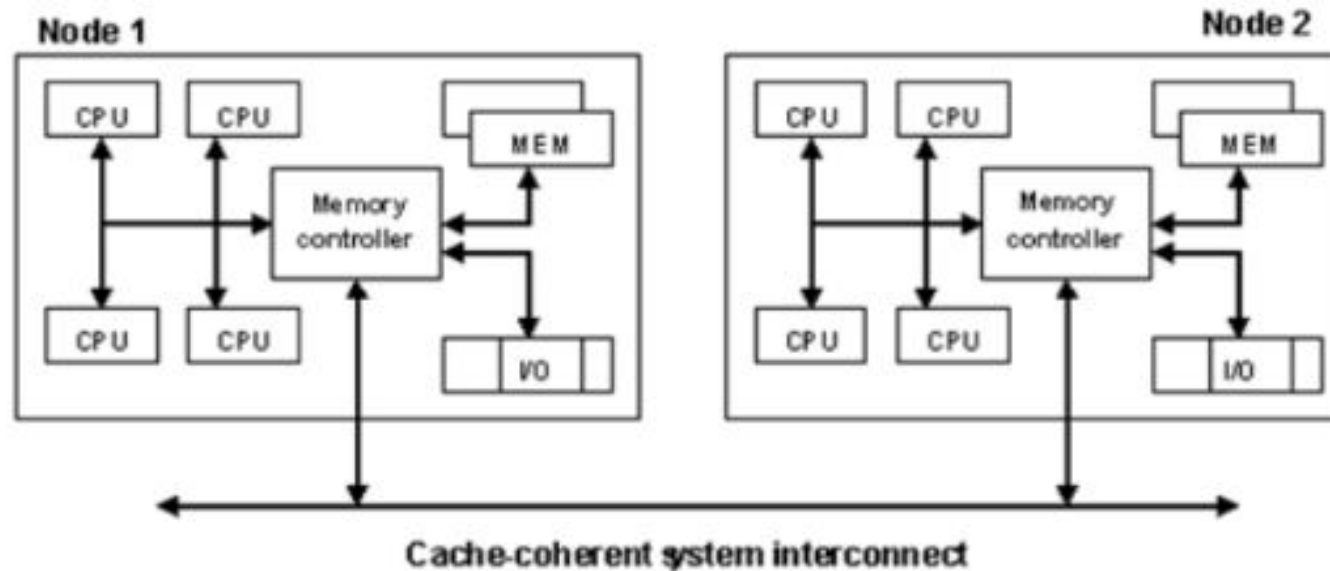 Node 1
Node 2
CPU CPU MEM
CPU CPU MEM
Memory
controller
Memory
controller
CPU CPU I/O
CPU CPU I/O
Cache-coherent system interconnect